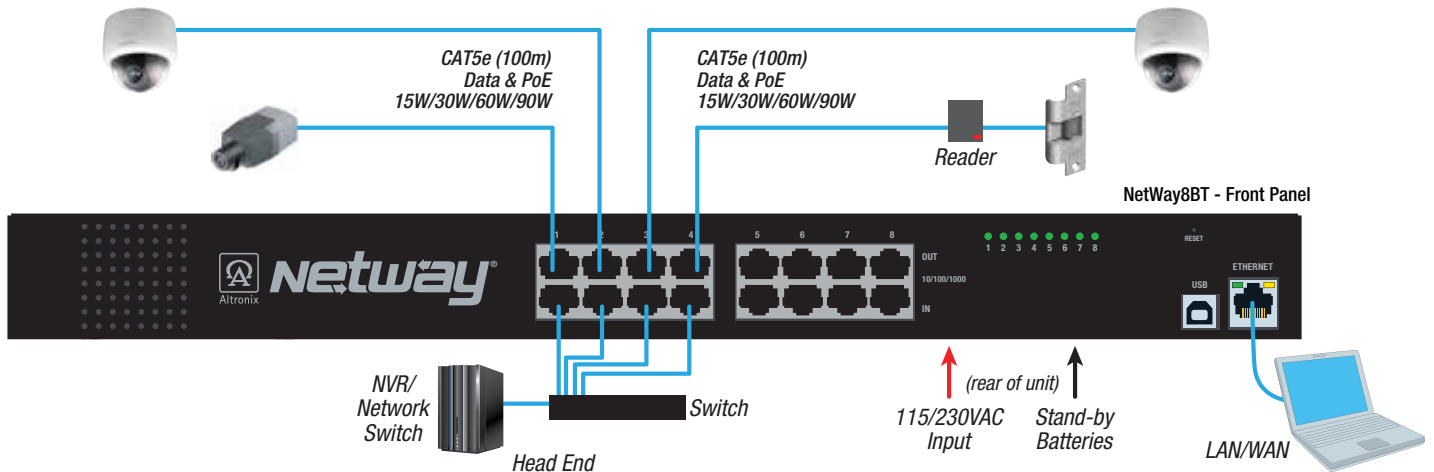 CAT5e (100m)
Data & PoE
15W/30W/60W/90W
CAT5e (100m)
Data & PoE
15W/30W/60W/90W
Reader
NetWay8BT - Front Panel
1 2 3 4 5 6 7 8
OUT
10/100/1000
IN
1 2 3 4 5 6 7 8
RESET
USB
ETHERNET
Altronix
Netway®
NVR/
Network
Switch
Switch
Head End
(rear of unit)
115/230VAC
Input
Stand-by
Batteries
LAN/WAN